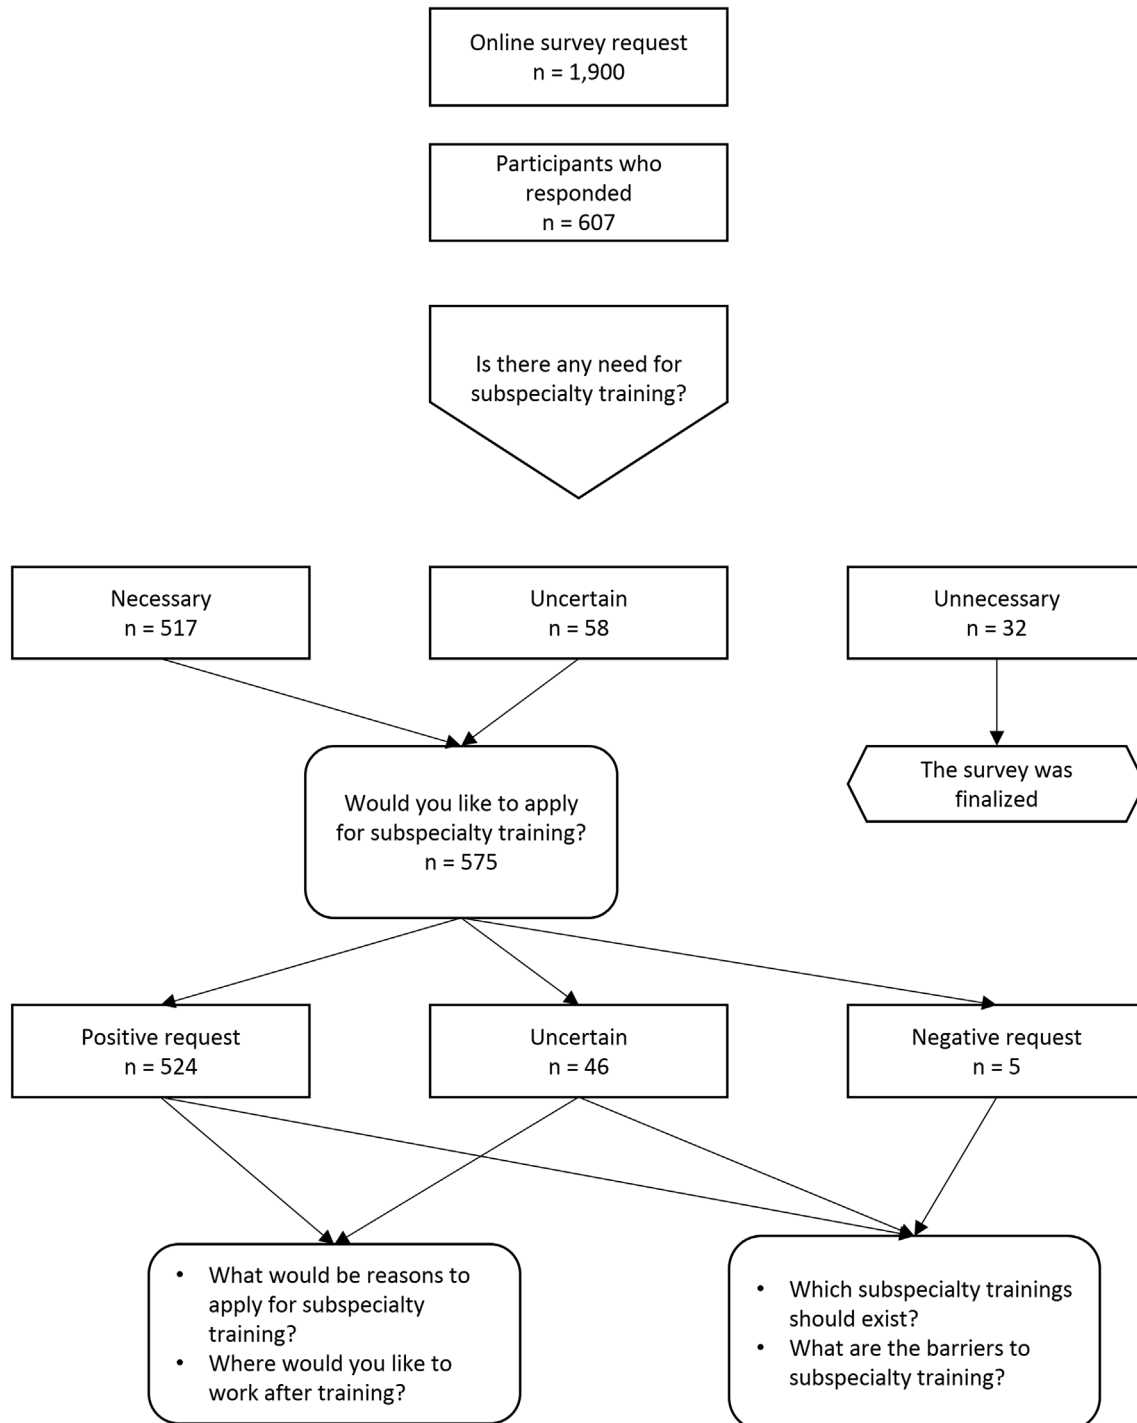 Online survey request
n = 1,900
Participants who
responded
n = 607
Is there any need for
subspecialty training?
Necessary
n = 517
Uncertain
n = 58
Unnecessary
n = 32
The survey was
finalized
Would you like to apply
for subspecialty training?
n = 575
Positive request
n = 524
Uncertain
n = 46
Negative request
n = 5
• What would be reasons to
apply for subspecialty
training?
• Where would you like to
work after training?
• Which subspecialty trainings
should exist?
• What are the barriers to
subspecialty training?